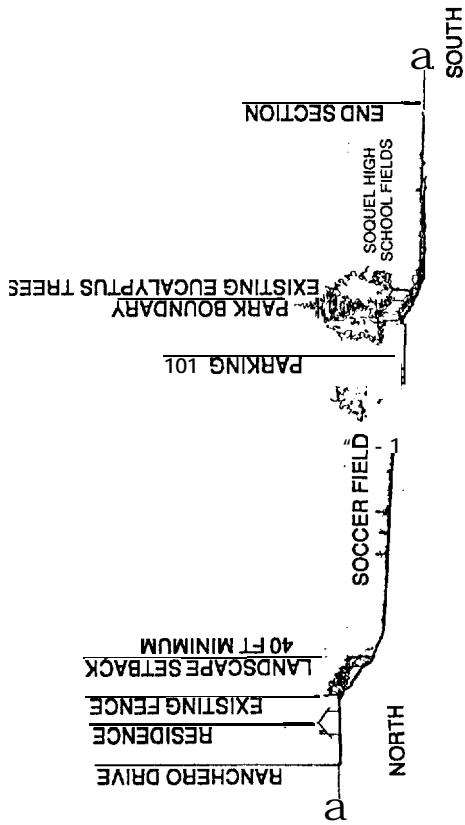 a
SOUTH
END SECTION
SOQUEL HIGH
SCHOOL FIELDS
EXISTING EUCALYPTUS TREES
PARK BOUNDARY
PARKING 101
"- 1
SOCCER FIELD
LANDSCAPE SETBACK
40 FT MINIMUM
EXISTING FENCE
RESIDENCE
RANCHERO DRIVE
NORTH
a